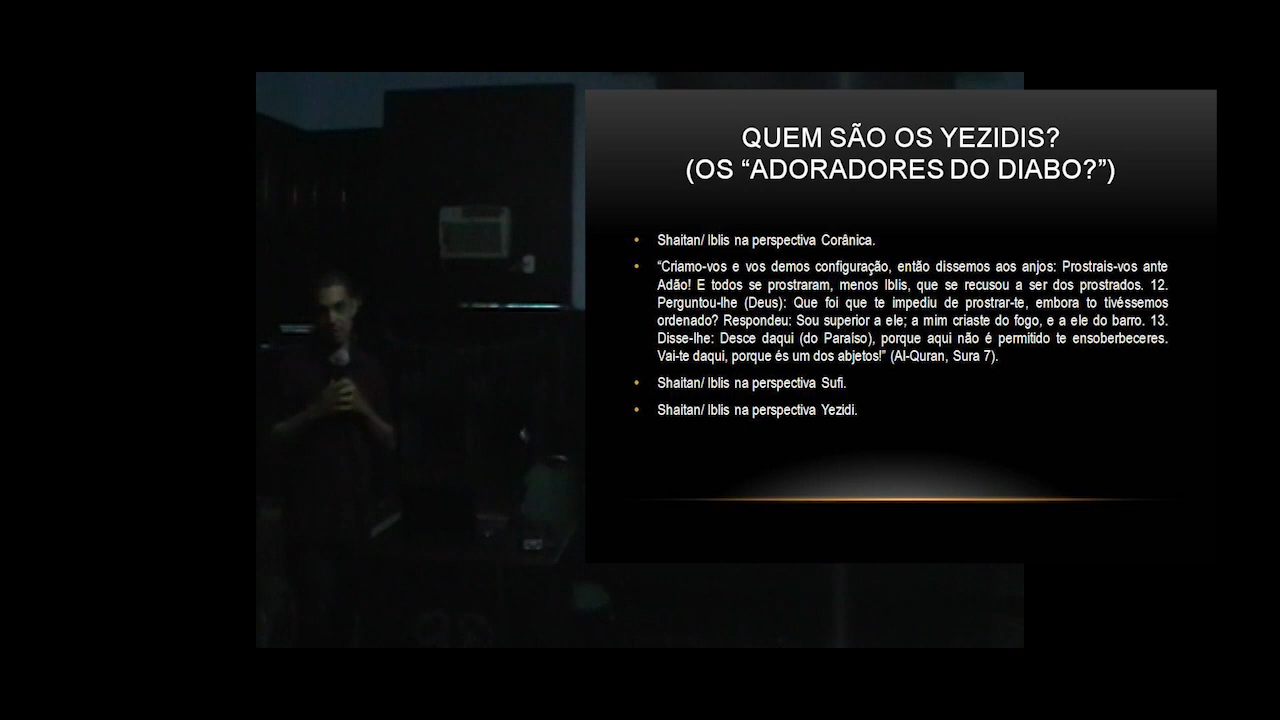 QUEM SÃO OS YEZIDIS?
(OS “ADORADORES DO DIABO?”)
• Shaitan/ Iblis na perspectiva Corânica.
• “Criamo-vos e vos demos configuração, então dissemos aos anjos: Prostrais-vos ante
Adão! E todos se prostraram, menos Iblis, que se recusou a ser dos prostrados. 12.
Perguntou-lhe (Deus): Que foi que te impediu de prostrar-te, embora to tivéssemos
ordenado? Respondeu: Sou superior a ele; a mim criaste do fogo, e a ele do barro. 13.
Disse-lhe: Desce daqui (do Paraíso), porque aqui não é permitido te ensoberbeceres.
Vai-te daqui, porque és um dos abjetos!” (Al-Quran, Sura 7).
• Shaitan/ Iblis na perspectiva Sufi.
• Shaitan/ Iblis na perspectiva Yezidi.